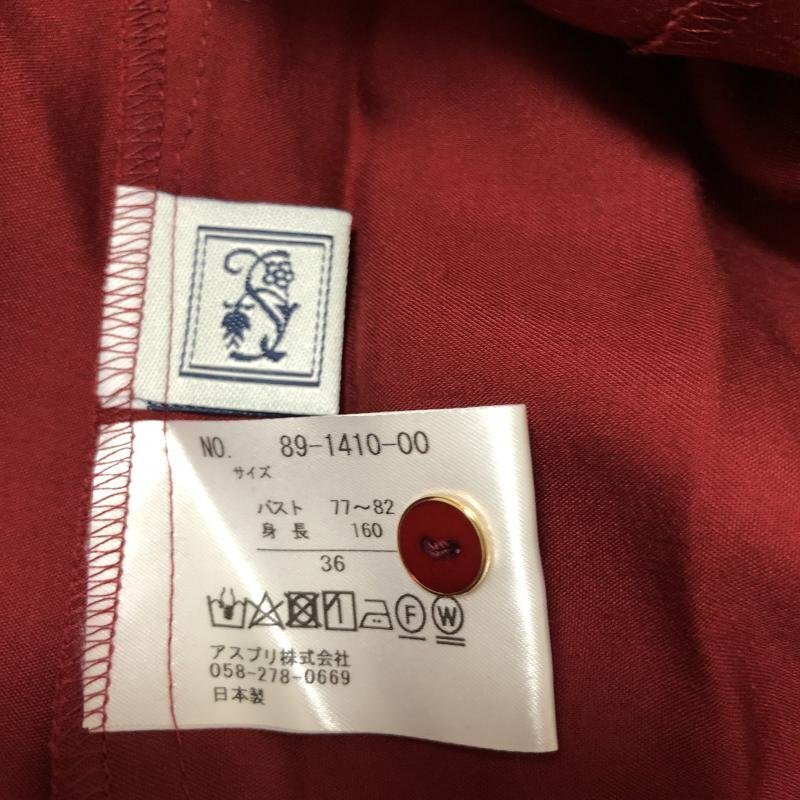 NO. 89-1410-00
サイズ
バスト 77～82
身長 160
36
F W
アスプリ株式会社
058-278-0669
日本製